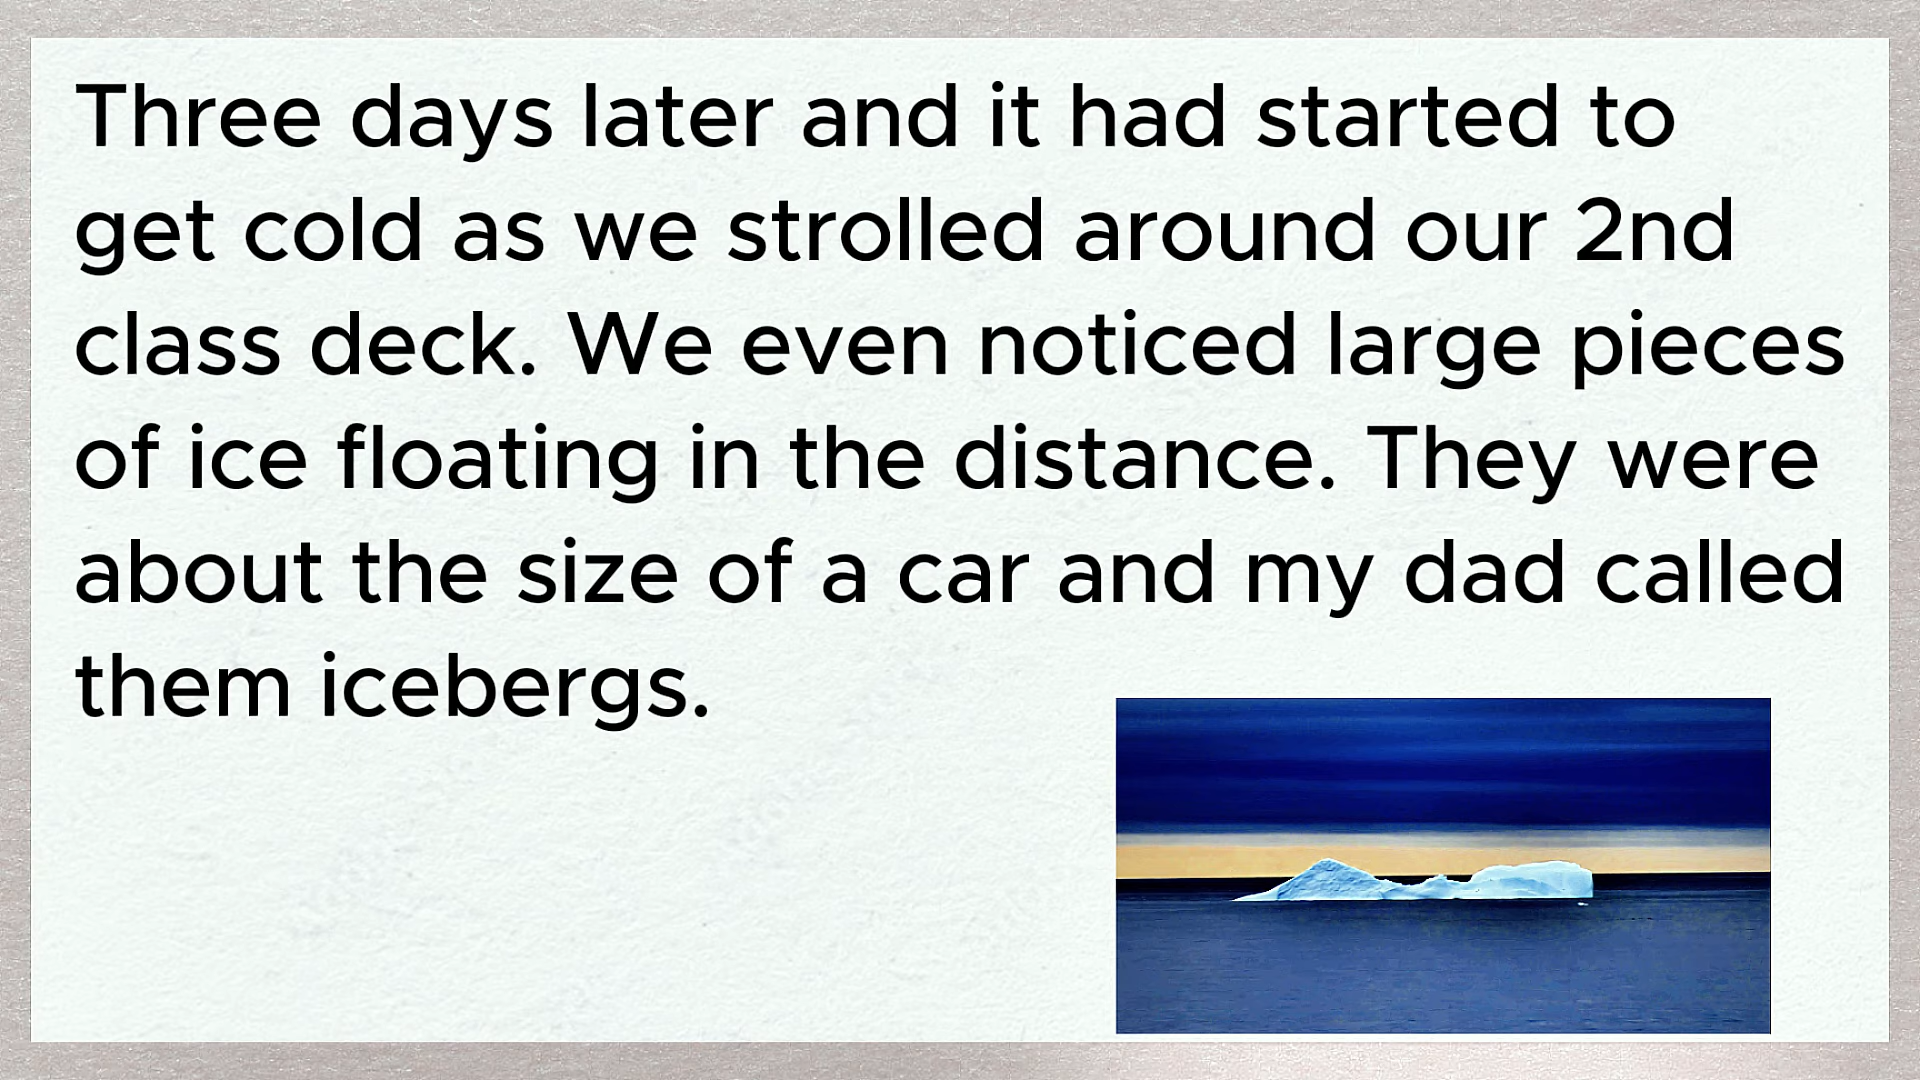 Three days later and it had started to
get cold as we strolled around our 2nd
class deck. We even noticed large pieces
of ice floating in the distance. They were
about the size of a car and my dad called
them icebergs.